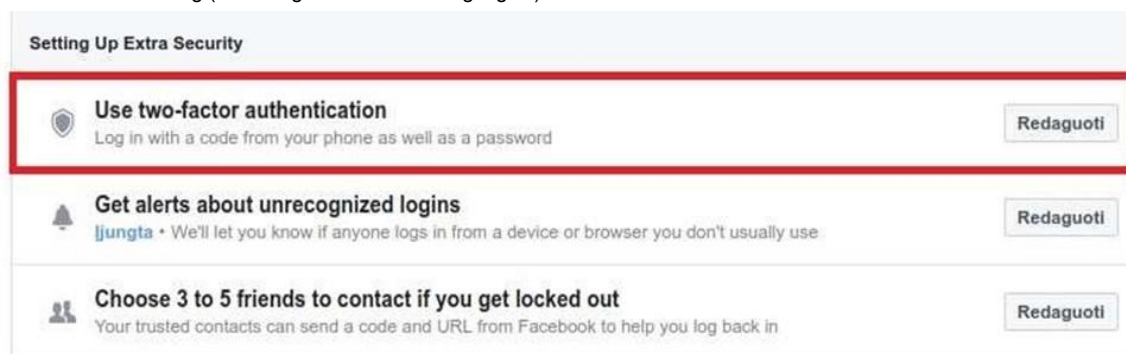 Setting Up Extra Security
Use two-factor authentication
Log in with a code from your phone as well as a password
Redaguoti
Get alerts about unrecognized logins
Įjungta • We'll let you know if anyone logs in from a device or browser you don't usually use
Redaguoti
Choose 3 to 5 friends to contact if you get locked out
Your trusted contacts can send a code and URL from Facebook to help you log back in
Redaguoti